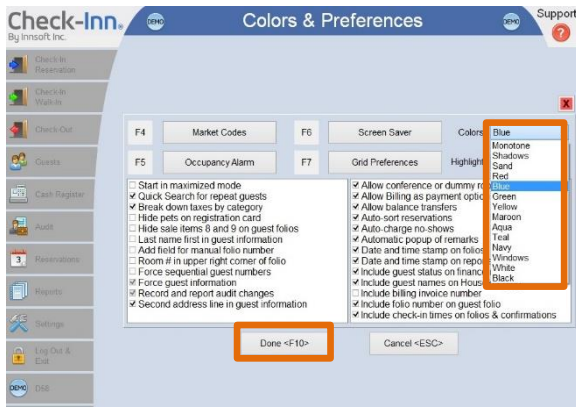 Check-Inn®
By Innsoft Inc.
DEMO
Colors & Preferences
DEMO
Support
?
Check-In
Reservation
Check-In
Walk-In
Check-Out
Guests
Cash Register
Audit
3
Reservations
Reports
Settings
Log Out &
Exit
DEMO
X
F4 Market Codes F6 Screen Saver Colors Blue
F5 Occupancy Alarm F7 Grid Preferences Highlight
Monotone
Shadows
Sand
Red
Blue
Green
Yellow
Maroon
Aqua
Teal
Navy
Windows
White
Black
Start in maximized mode
Quick Search for repeat guests
Break down taxes by category
Hide pets on registration card
Hide sale items 8 and 9 on guest folios
Last name first in guest information
Add field for manual folio number
Room # in upper right corner of folio
Force sequential guest numbers
Force guest information
Record and report audit changes
Second address line in guest information
Allow conference or dummy
Allow Billing as payment
Allow balance transfers
Auto-sort reservations
Auto-charge no-shows
Automatic popup of remarks
Date and time stamp on folios
Date and time stamp on
Include guest status on
Include guest names on
Include billing invoice number
Include folio number on guest folio
Include check-in times on folios & confirmations
Done <F10>
Cancel <ESC>